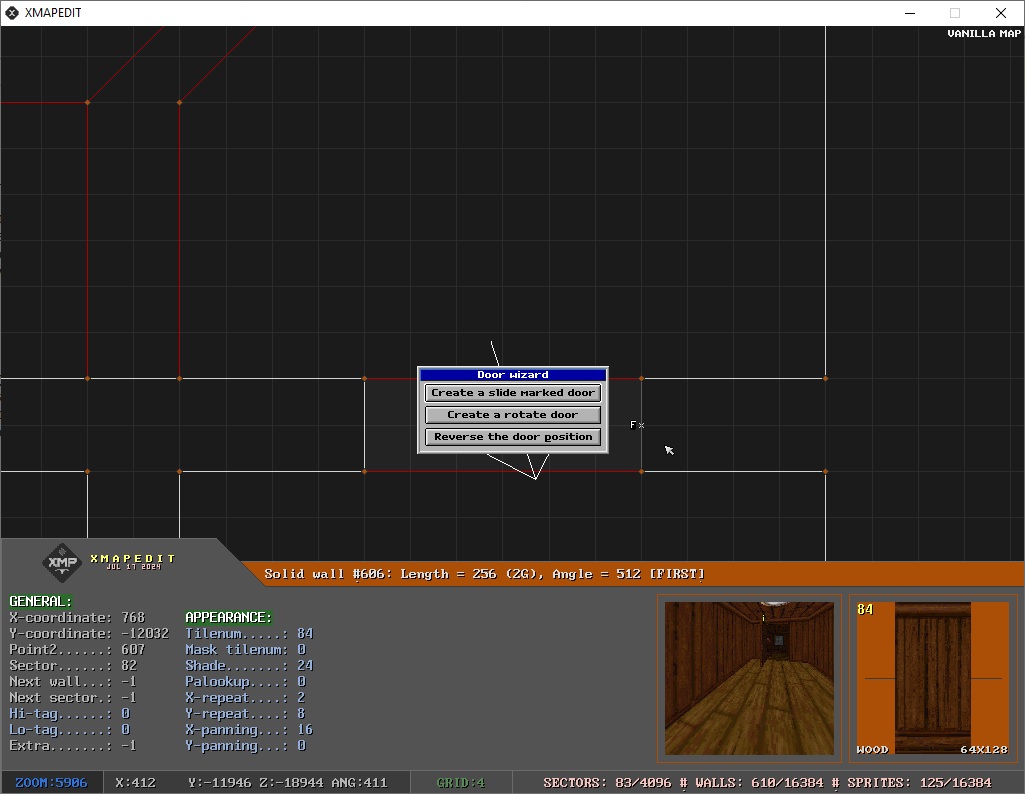 XMAPEDIT
VANILLA MAP
Door wizard
Create a slide marked door
Create a rotate door
Reverse the door position
F x
XMP
XMAPEDIT
JUL 17 2024
Solid wall #606: Length = 256 (2G), Angle = 512 [FIRST]
GENERAL:
X-coordinate: 768
Y-coordinate: -12032
Point2......: 607
Sector......: 82
Next wall...: -1
Next sector.: -1
Hi-tag......: 0
Lo-tag......: 0
Extra.......: -1
APPEARANCE:
Tilenum.....: 84
Mask tilenum: 0
Shade.......: 24
Palookup....: 0
X-repeat....: 2
Y-repeat....: 8
X-panning...: 16
Y-panning...: 0
84
WOOD 64X128
ZOOM:5906 X:412 Y:-11946 Z:-18944 ANG:411 GRID:4 SECTORS: 83/4096 # WALLS: 610/16384 # SPRITES: 125/16384